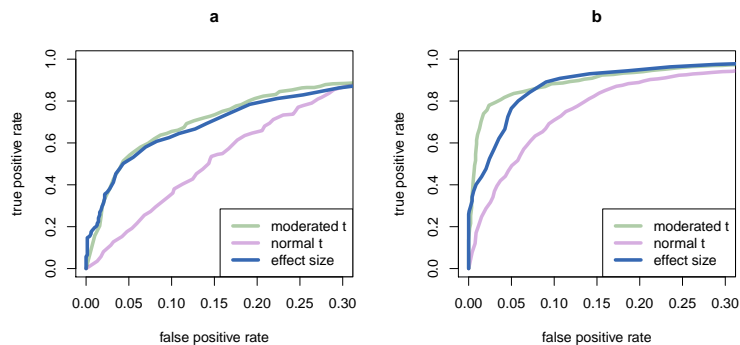 a
true positive rate
0.0 0.2 0.4 0.6 0.8 1.0
moderated t
normal t
effect size
0.00 0.05 0.10 0.15 0.20 0.25 0.30
false positive rate
b
true positive rate
0.0 0.2 0.4 0.6 0.8 1.0
moderated t
normal t
effect size
0.00 0.05 0.10 0.15 0.20 0.25 0.30
false positive rate